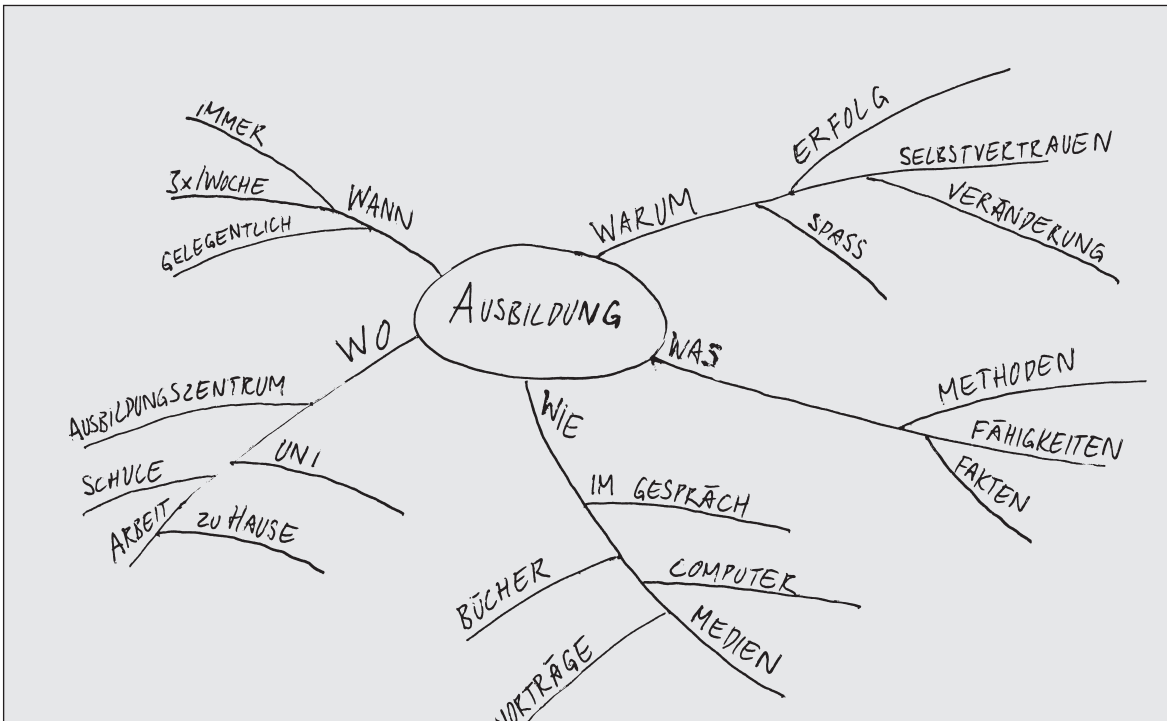 AUSBILDUNG
WANN
IMMER
3x/WOCHE
GELEGENTLICH
WARUM
ERFOLG
SELBSTVERTRAUEN
VERÄNDERUNG
SPASS
WAS
METHODEN
FÄHIGKEITEN
FAKTEN
WIE
IM GESPRÄCH
BÜCHER
COMPUTER
MEDIEN
VORTRÄGE
WO
AUSBILDUNGSZENTRUM
UNI
SCHULE
ARBEIT
ZU HAUSE